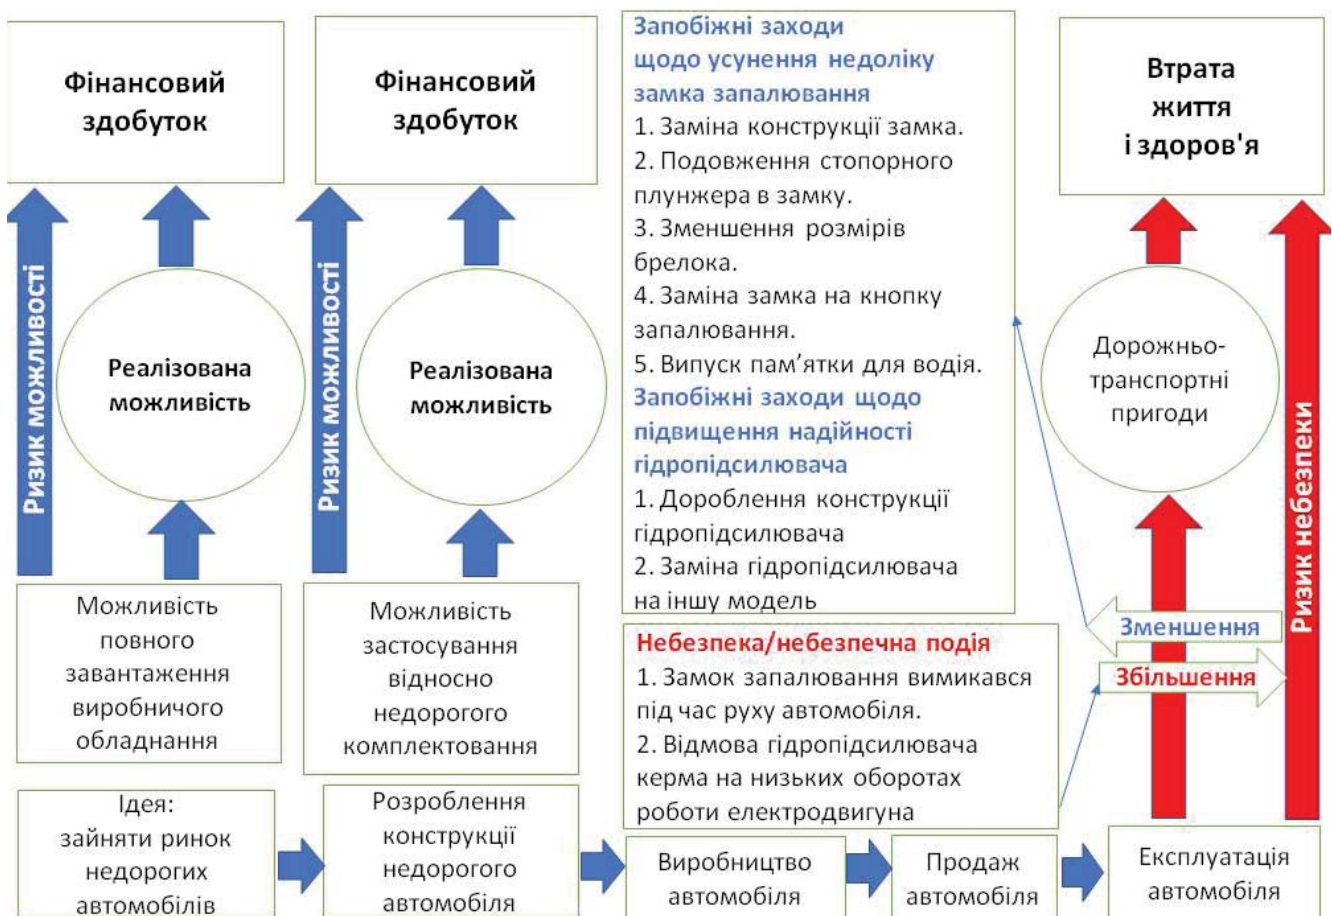 Фінансовий
здобуток
Фінансовий
здобуток
Запобіжні заходи
щодо усунення недоліку
замка запалювання
1. Заміна конструкції замка.
2. Подовження стопорного
плунжера в замку.
3. Зменшення розмірів
брелока.
4. Заміна замка на кнопку
запалювання.
5. Випуск пам’ятки для водія.
Запобіжні заходи щодо
підвищення надійності
гідропідсилювача
1. Дороблення конструкції
гідропідсилювача
2. Заміна гідропідсилювача
на іншу модель
Втрата
життя
і здоров'я
Ризик можливості
Реалізована
можливість
Ризик можливості
Реалізована
можливість
Дорожньо-
транспортні
пригоди
Ризик небезпеки
Зменшення
Збільшення
Можливість
повного
завантаження
виробничого
обладнання
Можливість
застосування
відносно
недорогого
комплектовання
Небезпека/небезпечна подія
1. Замок запалювання вимикався
під час руху автомобіля.
2. Відмова гідропідсилювача
керма на низьких оборотах
роботи електродвигуна
Ідея:
зайняти ринок
недорогих
автомобілів
Розроблення
конструкції
недорогого
автомобіля
Виробництво
автомобіля
Продаж
автомобіля
Експлуатація
автомобіля